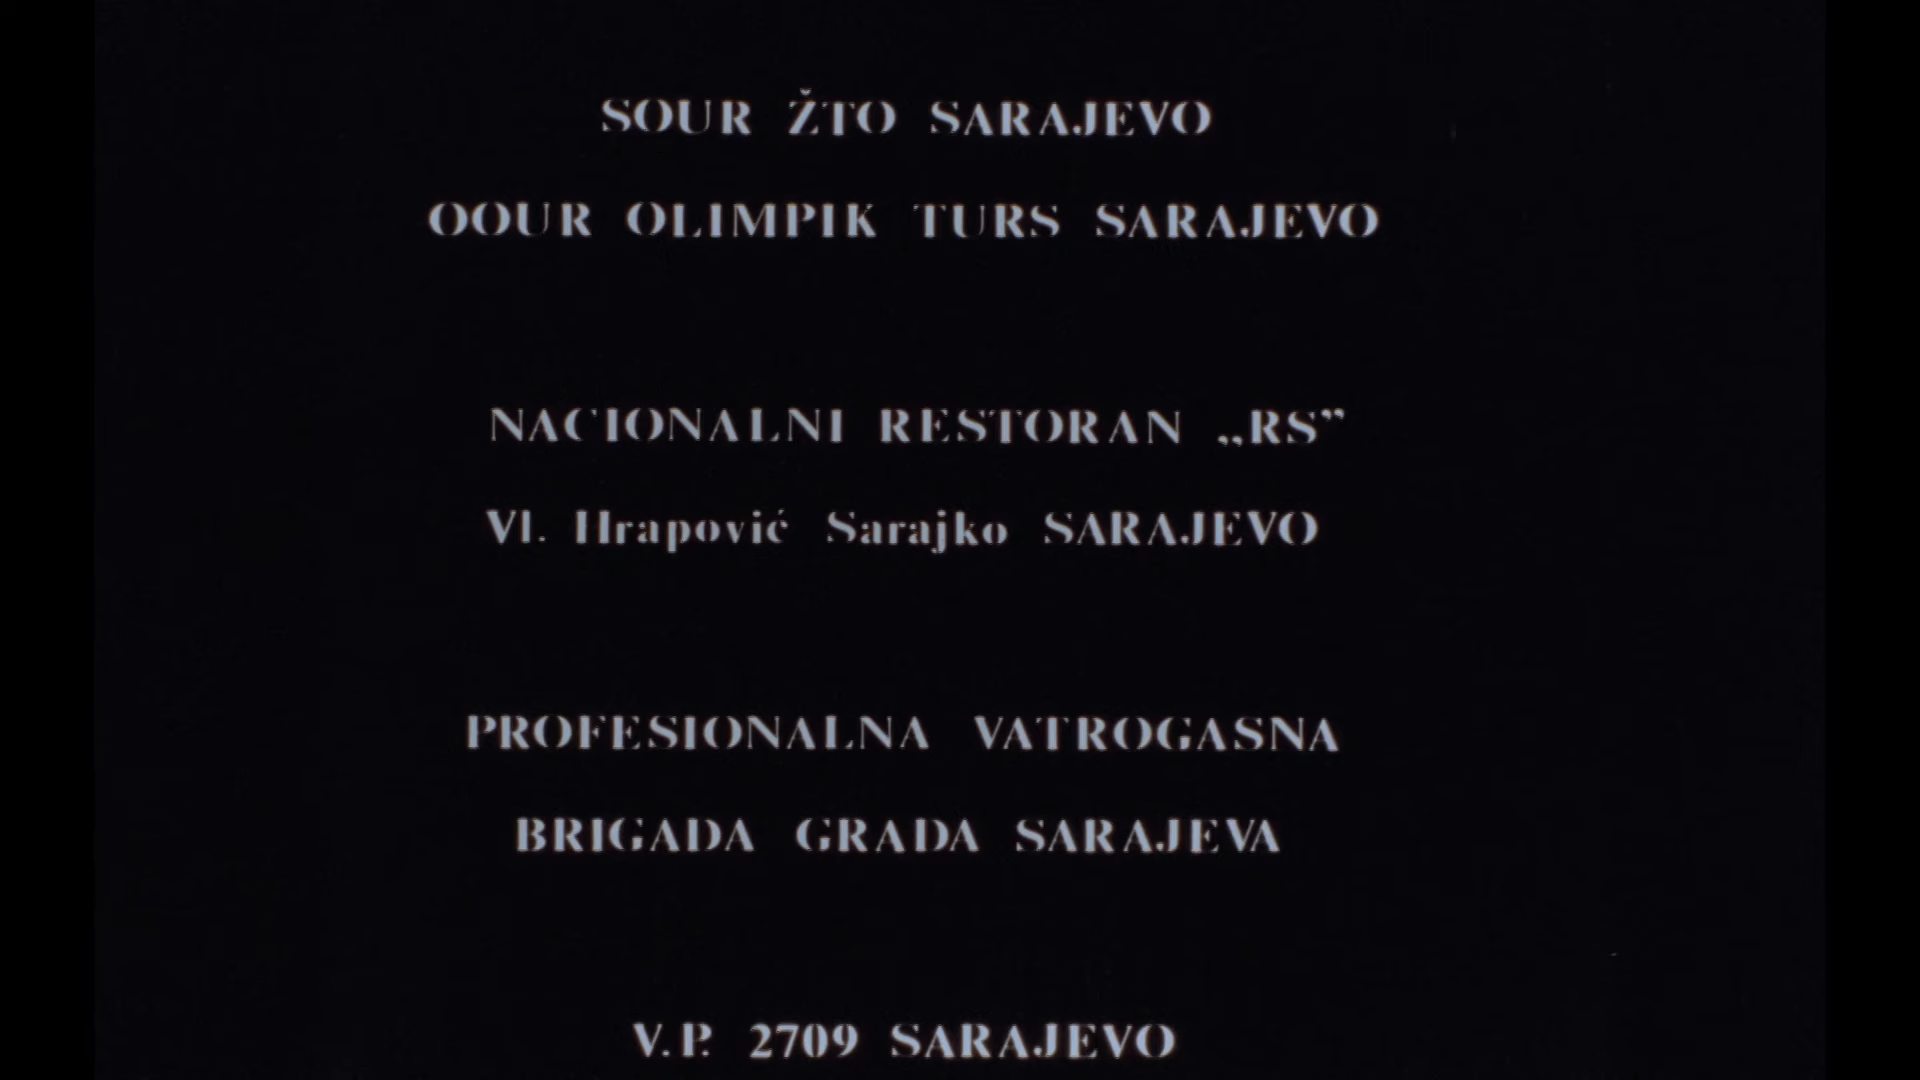 SOUR ŽTO SARAJEVO
OOUR OLIMPIK TURS SARAJEVO
NACIONALNI RESTORAN „RS”
Vl. Hrapović Sarajko SARAJEVO
PROFESIONALNA VATROGASNA
BRIGADA GRADA SARAJEVA
V.P. 2709 SARAJEVO